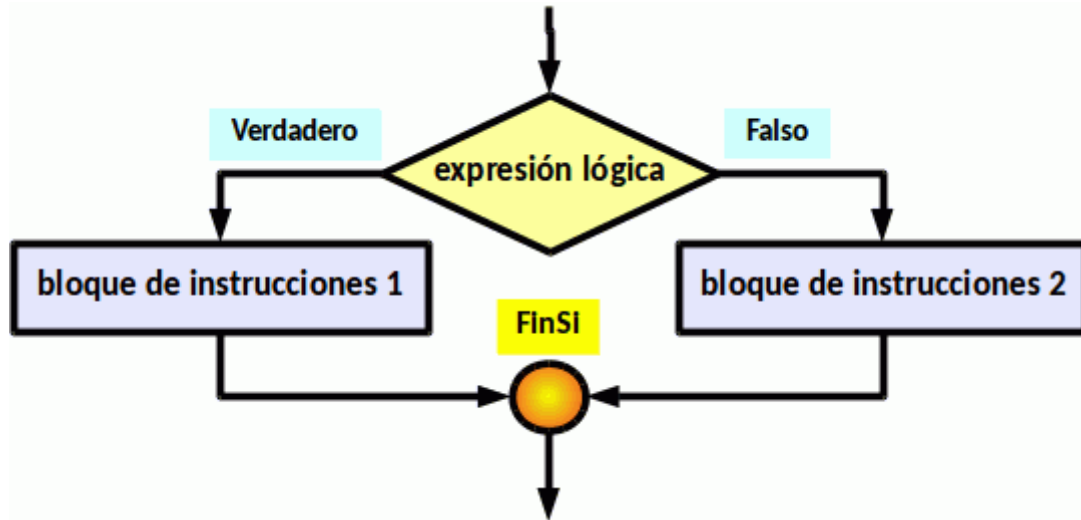 Verdadero
Falso
expresión lógica
bloque de instrucciones 1
bloque de instrucciones 2
FinSi